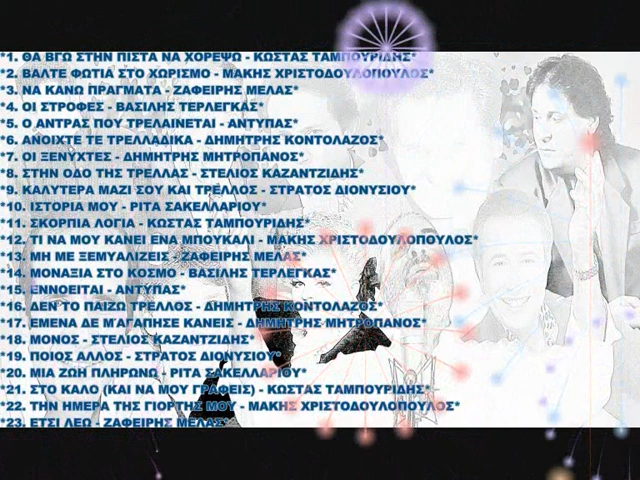 *1. ΘΑ ΒΓΩ ΣΤΗΝ ΠΙΣΤΑ ΝΑ ΧΟΡΕΨΩ - ΚΩΣΤΑΣ ΤΑΜΠΟΥΡΙΔΗΣ*
*2. ΒΑΛΤΕ ΦΩΤΙΑ ΣΤΟ ΧΩΡΙΣΜΟ - ΜΑΚΗΣ ΧΡΙΣΤΟΔΟΥΛΟΠΟΥΛΟΣ*
*3. ΝΑ ΚΑΝΩ ΠΡΑΓΜΑΤΑ - ΖΑΦΕΙΡΗΣ ΜΕΛΑΣ*
*4. ΟΙ ΣΤΡΟΦΕΣ - ΒΑΣΙΛΗΣ ΤΕΡΛΕΓΚΑΣ*
*5. Ο ΑΝΤΡΑΣ ΠΟΥ ΤΡΕΛΑΙΝΕΤΑΙ - ΑΝΤΥΠΑΣ*
*6. ΑΝΟΙΧΤΕ ΤΕ ΤΡΕΛΛΑΔΙΚΑ - ΔΗΜΗΤΡΗΣ ΚΟΝΤΟΛΑΖΟΣ*
*7. ΟΙ ΞΕΝΥΧΤΕΣ - ΔΗΜΗΤΡΗΣ ΜΗΤΡΟΠΑΝΟΣ*
*8. ΣΤΗΝ ΟΔΟ ΤΗΣ ΤΡΕΛΛΑΣ - ΣΤΕΛΙΟΣ ΚΑΖΑΝΤΖΙΔΗΣ*
*9. ΚΑΛΥΤΕΡΑ ΜΑΖΙ ΣΟΥ ΚΑΙ ΤΡΕΛΛΟΣ - ΣΤΡΑΤΟΣ ΔΙΟΝΥΣΙΟΥ*
*10. ΙΣΤΟΡΙΑ ΜΟΥ - ΡΙΤΑ ΣΑΚΕΛΛΑΡΙΟΥ*
*11. ΣΚΟΡΠΙΑ ΛΟΓΙΑ - ΚΩΣΤΑΣ ΤΑΜΠΟΥΡΙΔΗΣ*
*12. ΤΙ ΝΑ ΜΟΥ ΚΑΝΕΙ ΕΝΑ ΜΠΟΥΚΑΛΙ - ΜΑΚΗΣ ΧΡΙΣΤΟΔΟΥΛΟΠΟΥΛΟΣ*
*13. ΜΗ ΜΕ ΞΕΜΥΑΛΙΖΕΙΣ - ΖΑΦΕΙΡΗΣ ΜΕΛΑΣ*
*14. ΜΟΝΑΞΙΑ ΣΤΟ ΚΟΣΜΟ - ΒΑΣΙΛΗΣ ΤΕΡΛΕΓΚΑΣ*
*15. ΕΝΝΟΕΙΤΑΙ - ΑΝΤΥΠΑΣ*
*16. ΔΕΝ ΤΟ ΠΑΙΖΩ ΤΡΕΛΛΟΣ - ΔΗΜΗΤΡΗΣ ΚΟΝΤΟΛΑΖΟΣ*
*17. ΕΜΕΝΑ ΔΕ Μ'ΑΓΑΠΗΣΕ ΚΑΝΕΙΣ - ΔΗΜΗΤΡΗΣ ΜΗΤΡΟΠΑΝΟΣ*
*18. ΜΟΝΟΣ - ΣΤΕΛΙΟΣ ΚΑΖΑΝΤΖΙΔΗΣ*
*19. ΠΟΙΟΣ ΑΛΛΟΣ - ΣΤΡΑΤΟΣ ΔΙΟΝΥΣΙΟΥ*
*20. ΜΙΑ ΖΩΗ ΠΛΗΡΩΝΩ - ΡΙΤΑ ΣΑΚΕΛΛΑΡΙΟΥ*
*21. ΣΤΟ ΚΑΛΟ (ΚΑΙ ΝΑ ΜΟΥ ΓΡΑΦΕΙΣ) - ΚΩΣΤΑΣ ΤΑΜΠΟΥΡΙΔΗΣ*
*22. ΤΗΝ ΗΜΕΡΑ ΤΗΣ ΓΙΟΡΤΗΣ ΜΟΥ - ΜΑΚΗΣ ΧΡΙΣΤΟΔΟΥΛΟΠΟΥΛΟΣ*
*23. ΕΤΣΙ ΛΕΩ - ΖΑΦΕΙΡΗΣ ΜΕΛΑΣ*